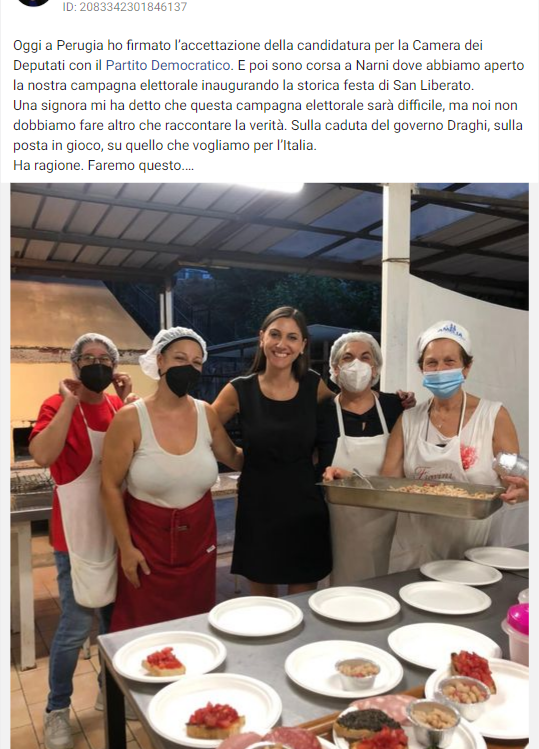 ID: 2083342301846137
Oggi a Perugia ho firmato l'accettazione della candidatura per la Camera dei
Deputati con il Partito Democratico. E poi sono corsa a Narni dove abbiamo aperto
la nostra campagna elettorale inaugurando la storica festa di San Liberato.
Una signora mi ha detto che questa campagna elettorale sarà difficile, ma noi non
dobbiamo fare altro che raccontare la verità. Sulla caduta del governo Draghi, sulla
posta in gioco, su quello che vogliamo per l'Italia.
Ha ragione. Faremo questo....